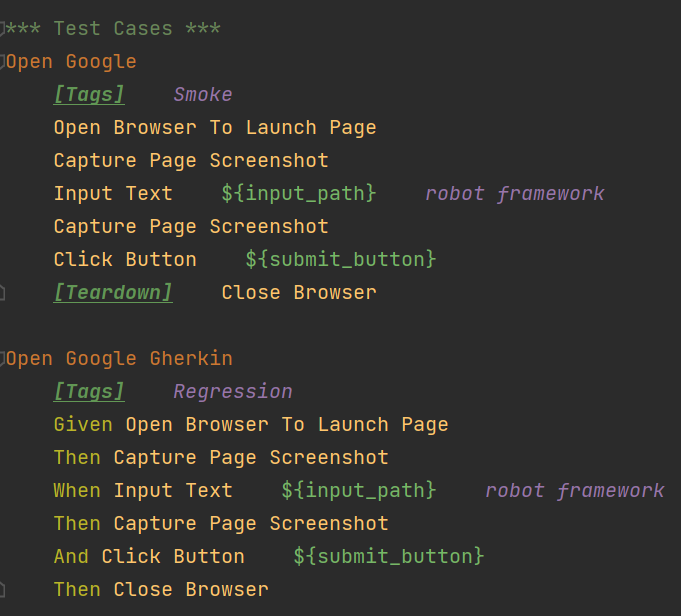 *** Test Cases ***
Open Google
    [Tags]    Smoke
    Open Browser To Launch Page
    Capture Page Screenshot
    Input Text    ${input_path}    robot framework
    Capture Page Screenshot
    Click Button    ${submit_button}
    [Teardown]    Close Browser

Open Google Gherkin
    [Tags]    Regression
    Given Open Browser To Launch Page
    Then Capture Page Screenshot
    When Input Text    ${input_path}    robot framework
    Then Capture Page Screenshot
    And Click Button    ${submit_button}
    Then Close Browser